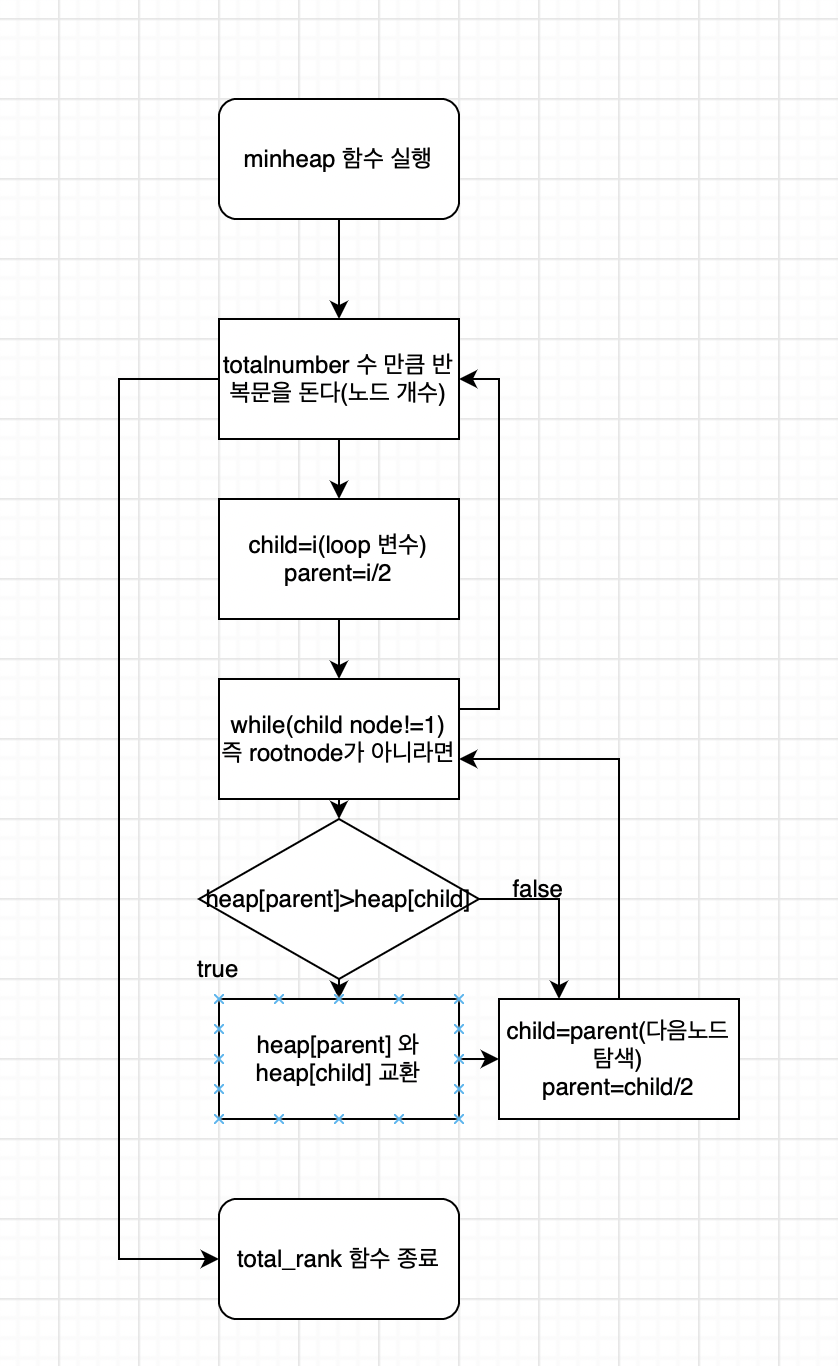 minheap 함수 실행
totalnumber 수 만큼 반
복문을 돈다(노드 개수)
child=i(loop 변수)
parent=i/2
while(child node!=1)
즉 rootnode가 아니라면
heap[parent]>heap[child]
false
true
heap[parent] 와
heap[child] 교환
child=parent(다음노드
탐색)
parent=child/2
total_rank 함수 종료